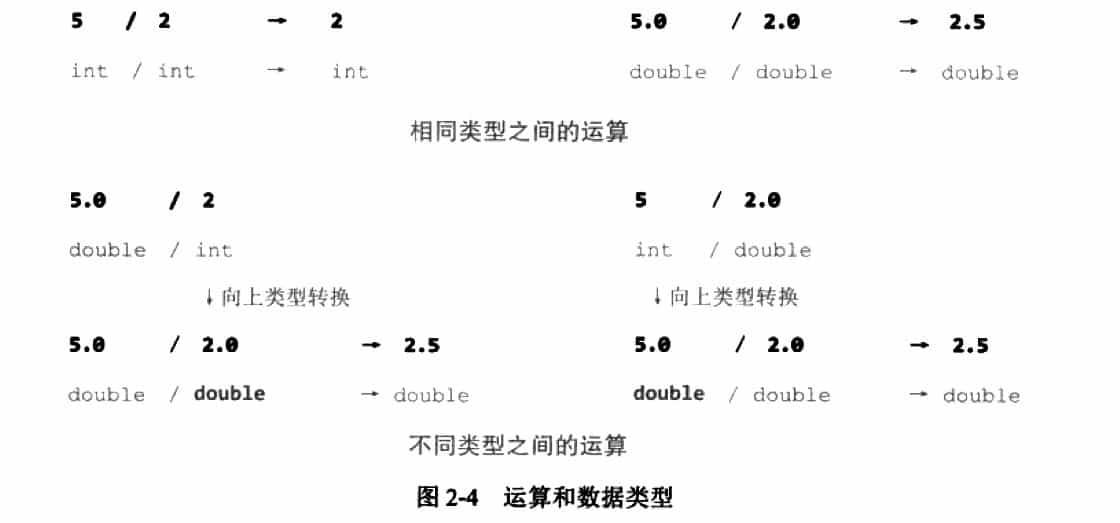 5 / 2 → 2 5.0 / 2.0 → 2.5
int / int → int double / double → double
相同类型之间的运算
5.0 / 2 5 / 2.0
double / int int / double
↓向上类型转换 ↓向上类型转换
5.0 / 2.0 → 2.5 5.0 / 2.0 → 2.5
double / double → double double / double → double
不同类型之间的运算
图 2-4 运算和数据类型